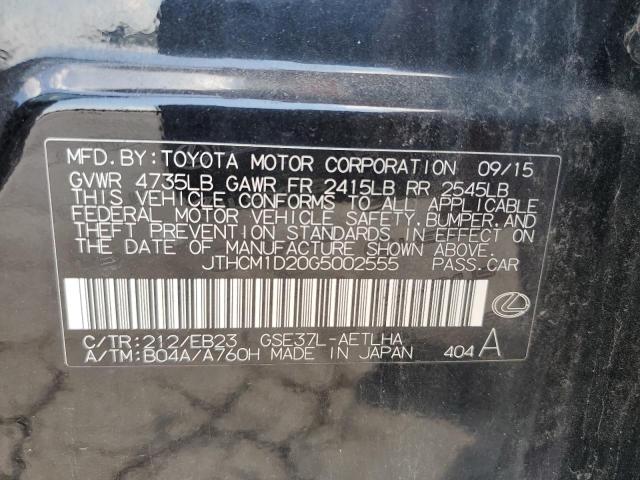 MFD. BY: TOYOTA MOTOR CORPORATION 09/15
GVWR 4735LB GAWR FR 2415LB RR 2545LB
THIS VEHICLE CONFORMS TO ALL APPLICABLE
FEDERAL MOTOR VEHICLE SAFETY, BUMPER, AND
THEFT PREVENTION STANDARDS IN EFFECT ON
THE DATE OF MANUFACTURE SHOWN ABOVE.
JTHCM1D20G5002555 PASS. CAR
C/TR: 212/EB23 GSE37L-AETLHA
A/TM: B04A/A760H MADE IN JAPAN 404 A